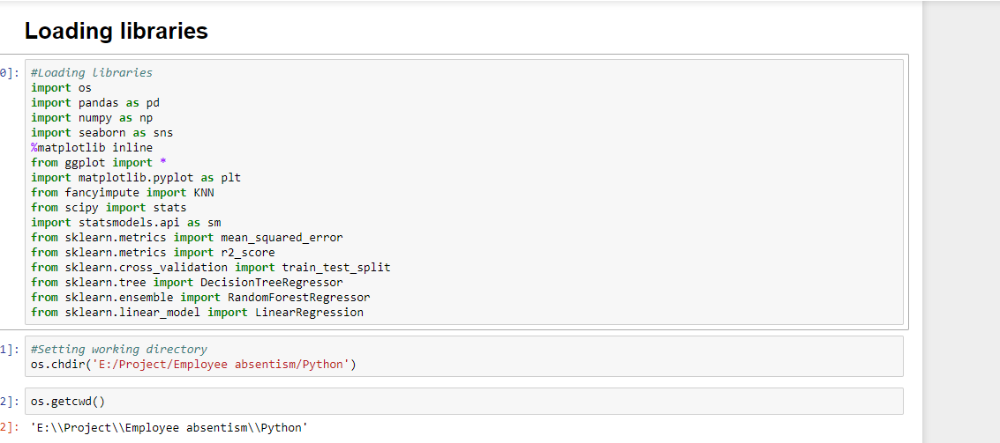 Loading libraries
0]: #Loading Libraries
import os
import pandas as pd
import numpy as np
import seaborn as sns
%matplotlib inline
from ggplot import *
import matplotlib.pyplot as plt
from fancyimpute import KNN
from scipy import stats
import statsmodels.api as sm
from sklearn.metrics import mean_squared_error
from sklearn.metrics import r2_score
from sklearn.cross_validation import train_test_split
from sklearn.tree import DecisionTreeRegressor
from sklearn.ensemble import RandomForestRegressor
from sklearn.linear_model import LinearRegression
1]: #Setting working directory
os.chdir('E:/Project/Employee absentism/Python')
2]: os.getcwd()
2]: 'E:\\Project\\Employee absentism\\Python'